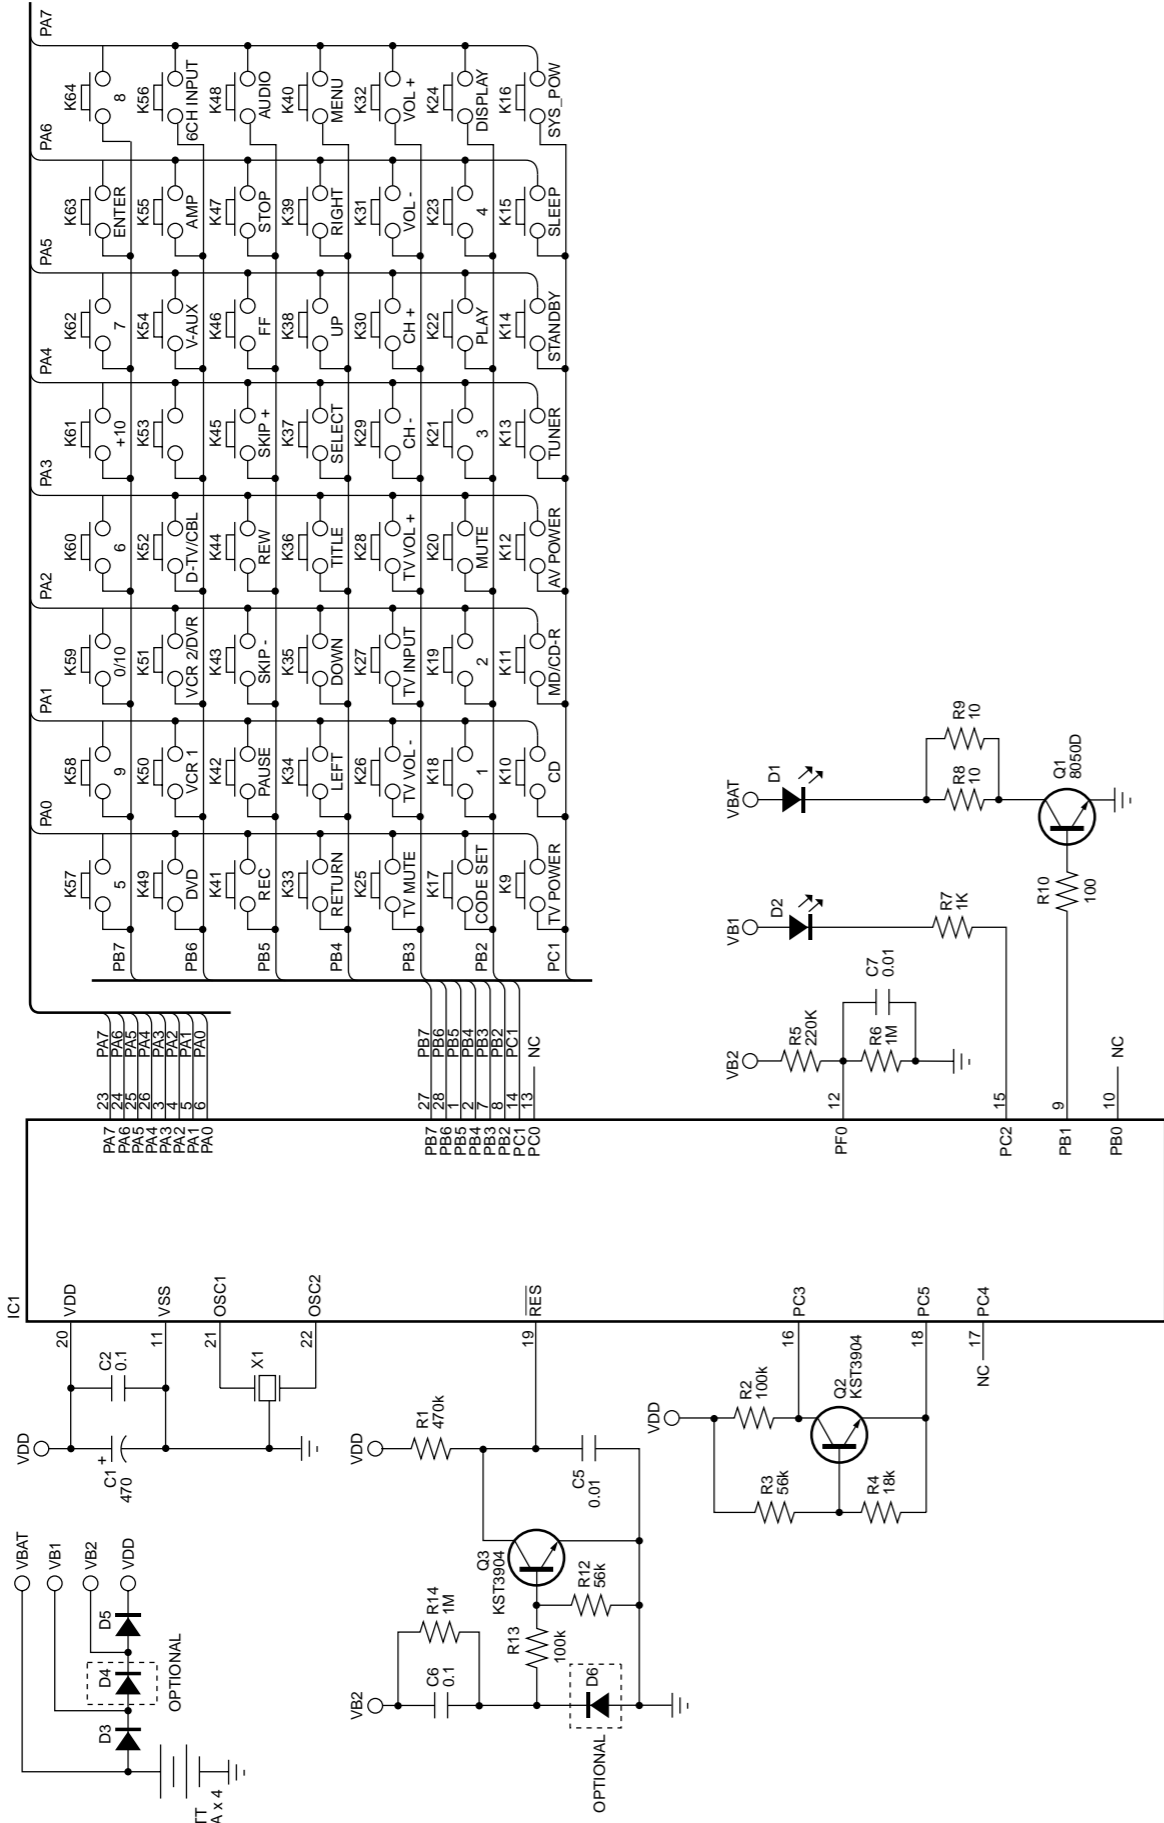 PA7
PA6
PA5
PA4
PA3
PA2
PA1
PA0
K64
8
K56
6CH INPUT
K48
AUDIO
K40
MENU
K32
VOL +
K24
DISPLAY
K16
SYS_POW
K63
ENTER
K55
AMP
K47
STOP
K39
RIGHT
K31
VOL -
K23
4
K15
SLEEP
K62
7
K54
V-AUX
K46
FF
K38
UP
K30
CH +
K22
PLAY
K14
STANDBY
K61
+10
K53
K45
SKIP +
K37
SELECT
K29
CH -
K21
3
K13
TUNER
K60
6
K52
D-TV/CBL
K44
REW
K36
TITLE
K28
TV VOL +
K20
MUTE
K12
AV POWER
K59
0/10
K51
VCR 2/DVR
K43
SKIP -
K35
DOWN
K27
TV INPUT
K19
2
K11
MD/CD-R
K58
9
K50
VCR 1
K42
PAUSE
K34
LEFT
K26
TV VOL -
K18
1
K10
CD
K57
5
K49
DVD
K41
REC
K33
RETURN
K25
TV MUTE
K17
CODE SET
K9
TV POWER
PB7
PB6
PB5
PB4
PB3
PB2
PC1
PA7
PA6
PA5
PA4
PA3
PA2
PA1
PA0
23
24
25
26
3
4
5
6
PA7
PA6
PA5
PA4
PA3
PA2
PA1
PA0
PB7
PB6
PB5
PB4
PB3
PB2
PC1
NC
27
28
1
2
7
8
14
13
PB7
PB6
PB5
PB4
PB3
PB2
PC1
PC0
VB2
R5
220K
R6
1M
C7
0.01
12
PF0
VB1
D2
R7
1K
15
PC2
VBAT
D1
R8
10
R9
10
Q1
8050D
R10
100
9
PB1
10
NC
PB0
IC1
VDD
20
VSS
11
OSC1
21
OSC2
22
RES
19
PC3
16
PC5
18
PC4
17
NC
VDD
C1
+
470
C2
0.1
X1
VDD
R1
470k
C5
0.01
Q3
KST3904
R12
56k
R13
100k
R14
1M
C6
0.1
VB2
D6
OPTIONAL
VDD
R2
100k
Q2
KST3904
R3
56k
R4
18k
VBAT
VB1
VB2
VDD
D5
D4
OPTIONAL
D3
A x 4